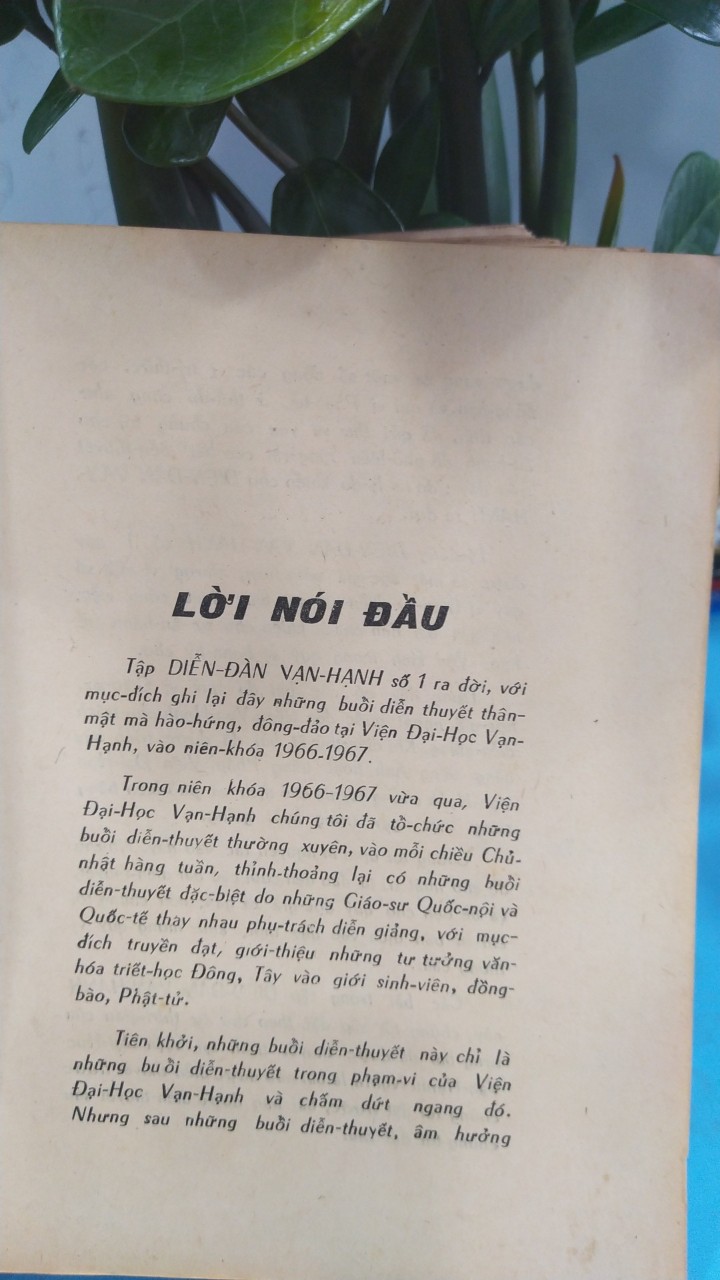 LỜI NÓI ĐẦU
Tập DIỄN-ĐÀN VẠN-HẠNH số 1 ra đời, với
mục-đích ghi lại đây những buổi diễn thuyết thân-
mật mà hào-hứng, đông-đảo tại Viện Đại-Học Vạn-
Hạnh, vào niên-khóa 1966-1967.
Trong niên khóa 1966-1967 vừa qua, Viện
Đại-Học Vạn-Hạnh chúng tôi đã tổ-chức những
buổi diễn-thuyết thường xuyên, vào mỗi chiều Chủ-
nhật hàng tuần, thỉnh-thoảng lại có những buổi
diễn-thuyết đặc-biệt do những Giáo-sư Quốc-nội và
Quốc-tế thay nhau phụ-trách diễn giảng, với mục-
đích truyền đạt, giới-thiệu những tư tưởng văn-
hóa triết-học Đông, Tây vào giới sinh-viên, đồng-
bào, Phật-tử.
Tiên khởi, những buổi diễn-thuyết này chỉ là
những buổi diễn-thuyết trong phạm-vi của Viện
Đại-Học Vạn-Hạnh và chấm dứt ngang đó.
Nhưng sau những buổi diễn-thuyết, âm hưởng